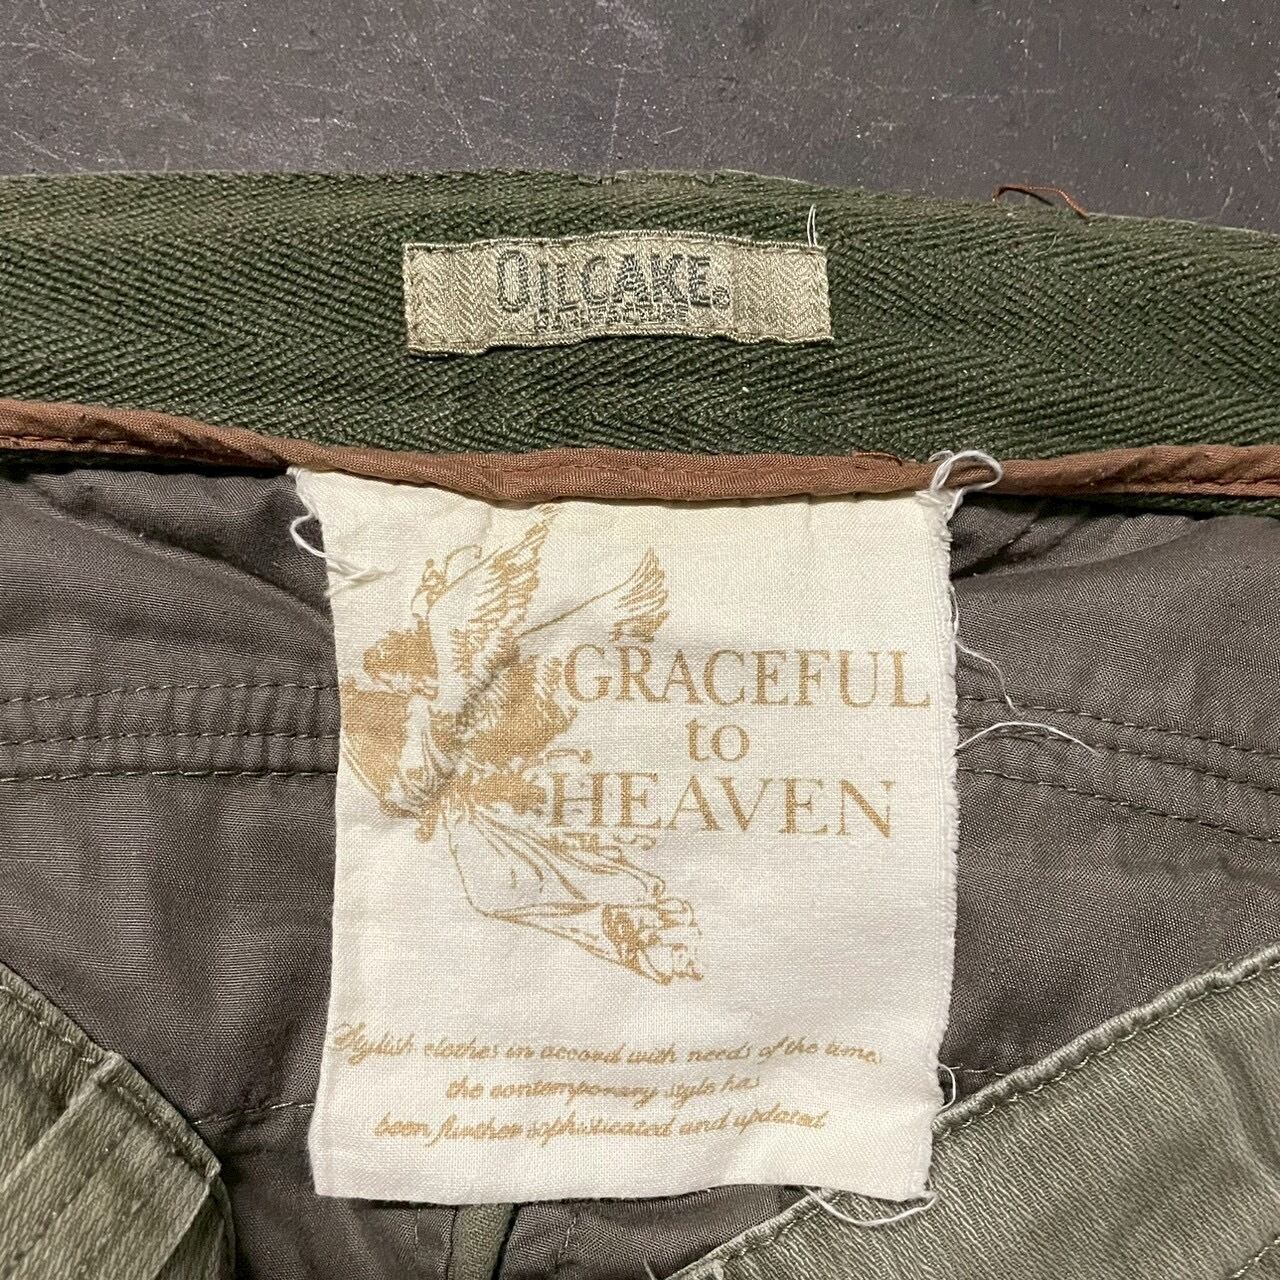 OILCAKE®
GRACEFUL
to
HEAVEN
Stylish clothes in accord with needs of the time,
the contemporary style has
been further sophisticated and updated